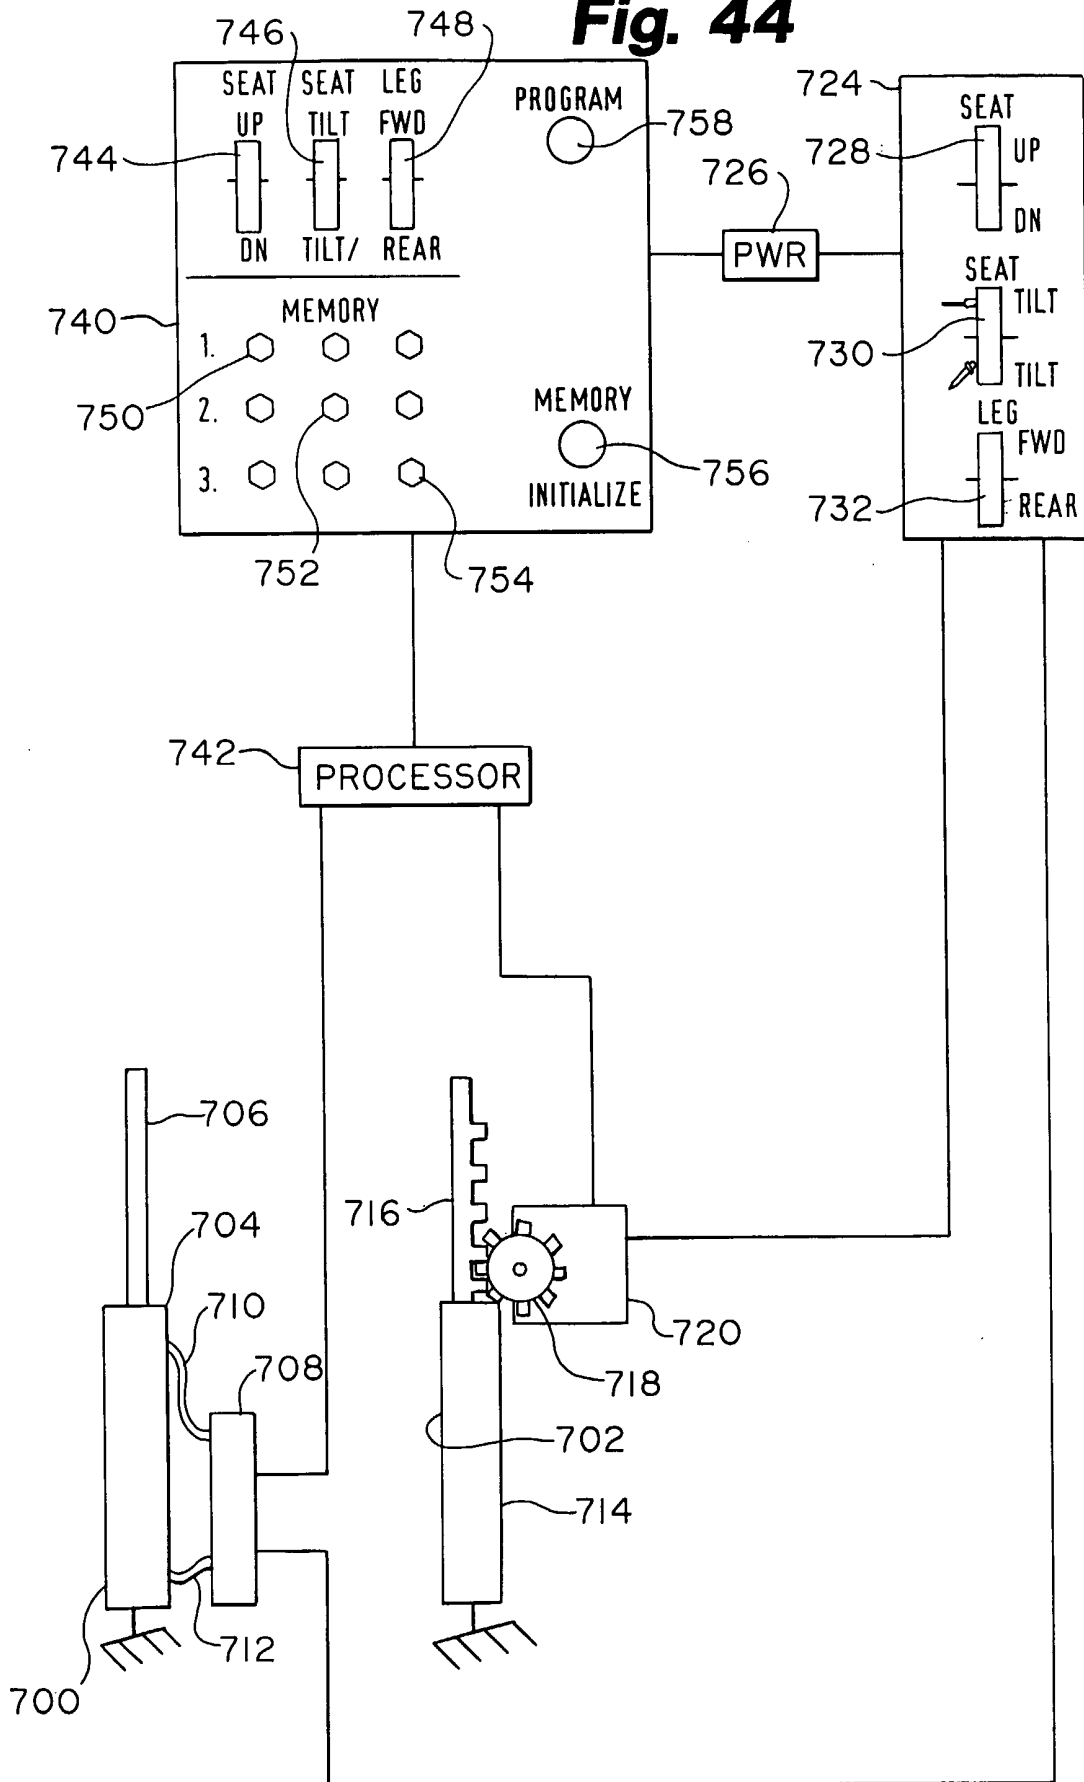 Fig. 44
746
748
SEAT SEAT LEG
UP TILT FWD
744
DN TILT/ REAR
PROGRAM
758
740
MEMORY
1.
2.
3.
750
752
754
MEMORY
756
INITIALIZE
726
PWR
724
SEAT
728
UP
DN
SEAT
TILT
730
TILT
LEG
FWD
732
REAR
742
PROCESSOR
706
716
704
710
708
720
718
702
714
712
700